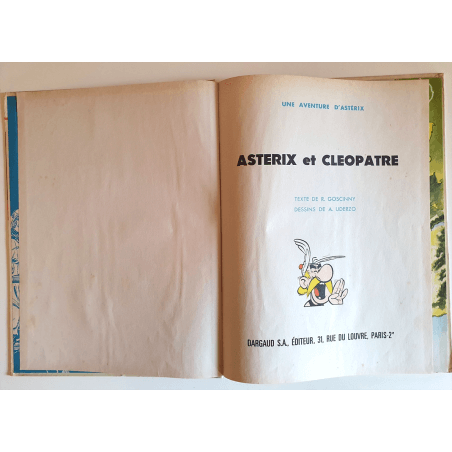 UNE AVENTURE D'ASTERIX
ASTERIX et CLEOPATRE
TEXTE DE R. GOSCINNY
DESSINS DE A. UDERZO
DARGAUD S.A., ÉDITEUR, 31, RUE DU LOUVRE, PARIS-2e